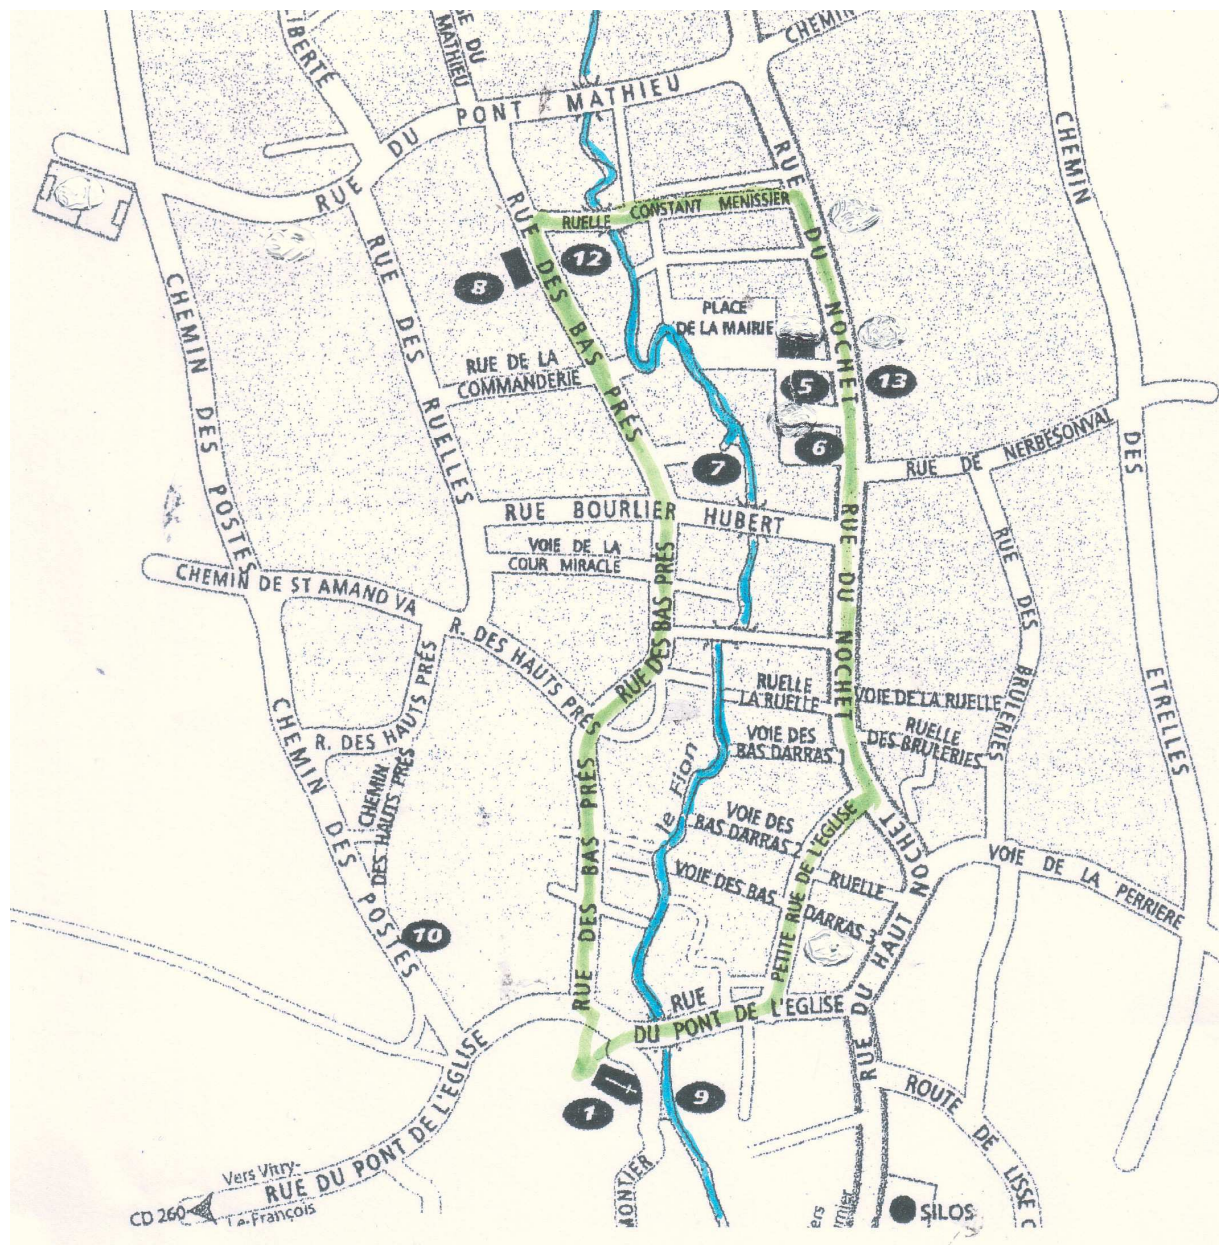 LIBERTÉ
MATHIEU
CHEMIN
RUE DU PONT MATHIEU
CHEMIN DES ETRELLES
RUE DU NOCHET
RUELLE CONSTANT MENISSIER
RUE DES BAS PRÉS
12
8
CHEMIN DES POSTES
RUE DES RUELLES
PLACE
DE LA MAIRIE
RUE DE LA
COMMANDERIE
5
13
6
7
RUE DE NERBESONVAL
RUE BOURLIER HUBERT
RUE DU NOCHET
VOIE DE LA
COUR MIRACLE
RUE DES BRULERIES
CHEMIN DE ST AMAND VA
R. DES HAUTS PRÉS
RUE DES BAS PRÉS
R. DES HAUTS PRÉS
CHEMIN
DES HAUTS PRÉS
CHEMIN DES POSTES
RUELLE
LA RUELLE
VOIE DE LA RUELLE
RUELLE
DES BRULERIES
VOIE DES
BAS DARRAS 1
le Fion
VOIE DES
BAS DARRAS 2
VOIE DES BAS DARRAS 3
RUELLE
PETITE RUE DE L'EGLISE
RUE DU HAUT NOCHET
VOIE DE LA PERRIERE
RUE DES BAS PRÉS
10
RUE
DU PONT DE L'EGLISE
RUE
1
9
ROUTE DE LISSE
RUE DU PONT DE L'EGLISE
Vers Vitry-
Le-François
CD 260
MONTIER
SILOS